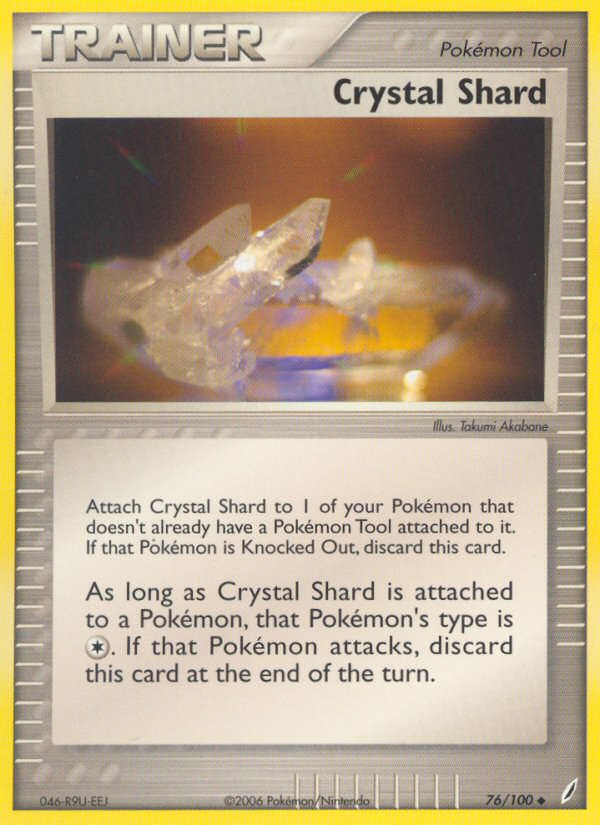 TRAINER
Pokémon Tool
Crystal Shard
Illus. Takumi Akabane
Attach Crystal Shard to 1 of your Pokémon that
doesn't already have a Pokémon Tool attached to it.
If that Pokémon is Knocked Out, discard this card.
As long as Crystal Shard is attached
to a Pokémon, that Pokémon's type is
. If that Pokémon attacks, discard
this card at the end of the turn.
046-R9U-EEJ
©2006 Pokémon/Nintendo
76/100